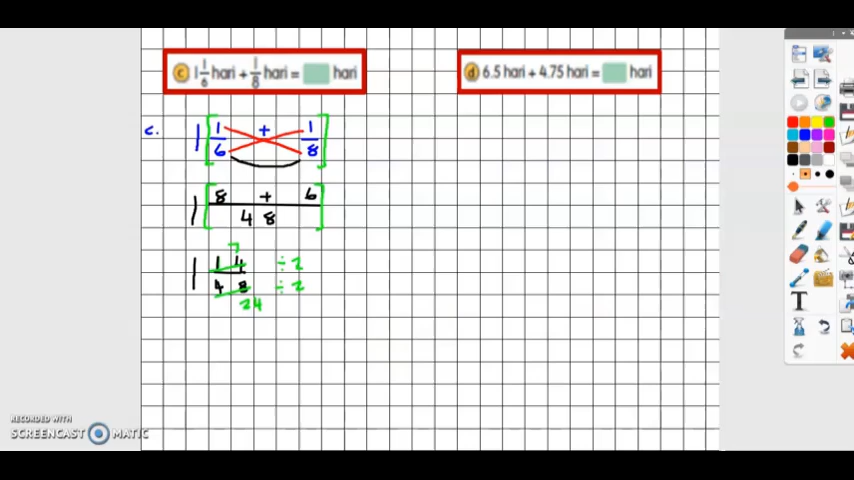 c 1 1/6 hari + 1/8 hari = hari
d 6.5 hari + 4.75 hari = hari
c. 1 [ 1/6 + 1/8 ]
1 [ 8 + 6 / 48 ]
7
1 14 ÷ 2
48 ÷ 2
24
T
RECORDED WITH
SCREENCAST MATIC